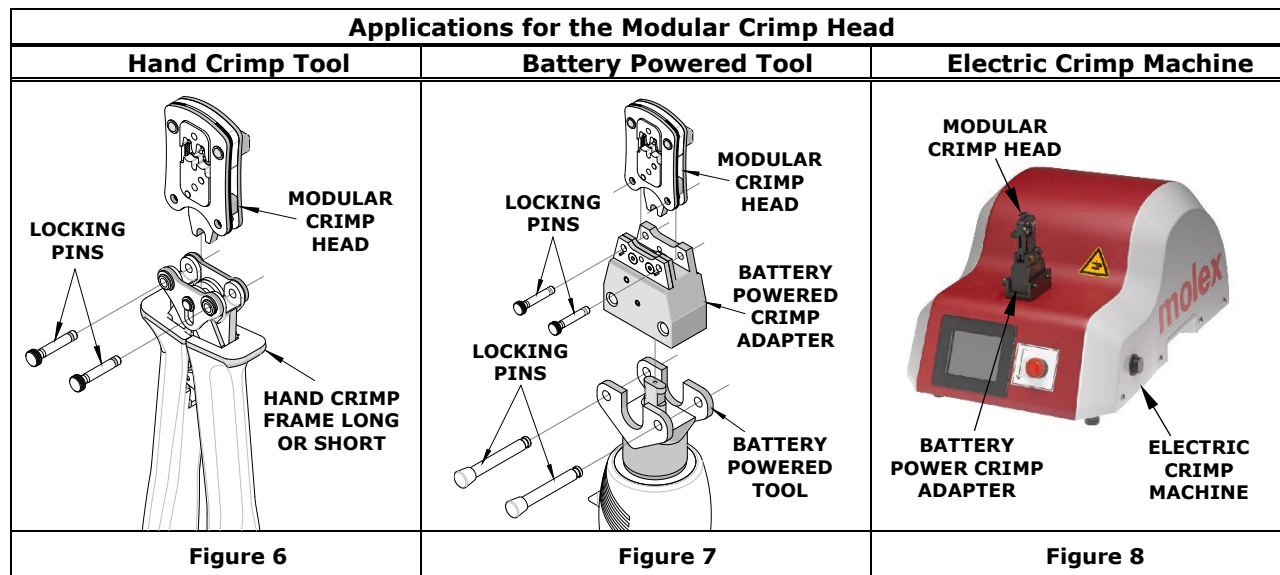 Applications for the Modular Crimp Head
Hand Crimp Tool
Battery Powered Tool
Electric Crimp Machine
MODULAR
CRIMP
HEAD
LOCKING
PINS
HAND CRIMP
FRAME LONG
OR SHORT
MODULAR
CRIMP
HEAD
LOCKING
PINS
BATTERY
POWERED
CRIMP
ADAPTER
LOCKING
PINS
BATTERY
POWERED
TOOL
MODULAR
CRIMP HEAD
molex
BATTERY
POWER CRIMP
ADAPTER
ELECTRIC
CRIMP
MACHINE
Figure 6
Figure 7
Figure 8